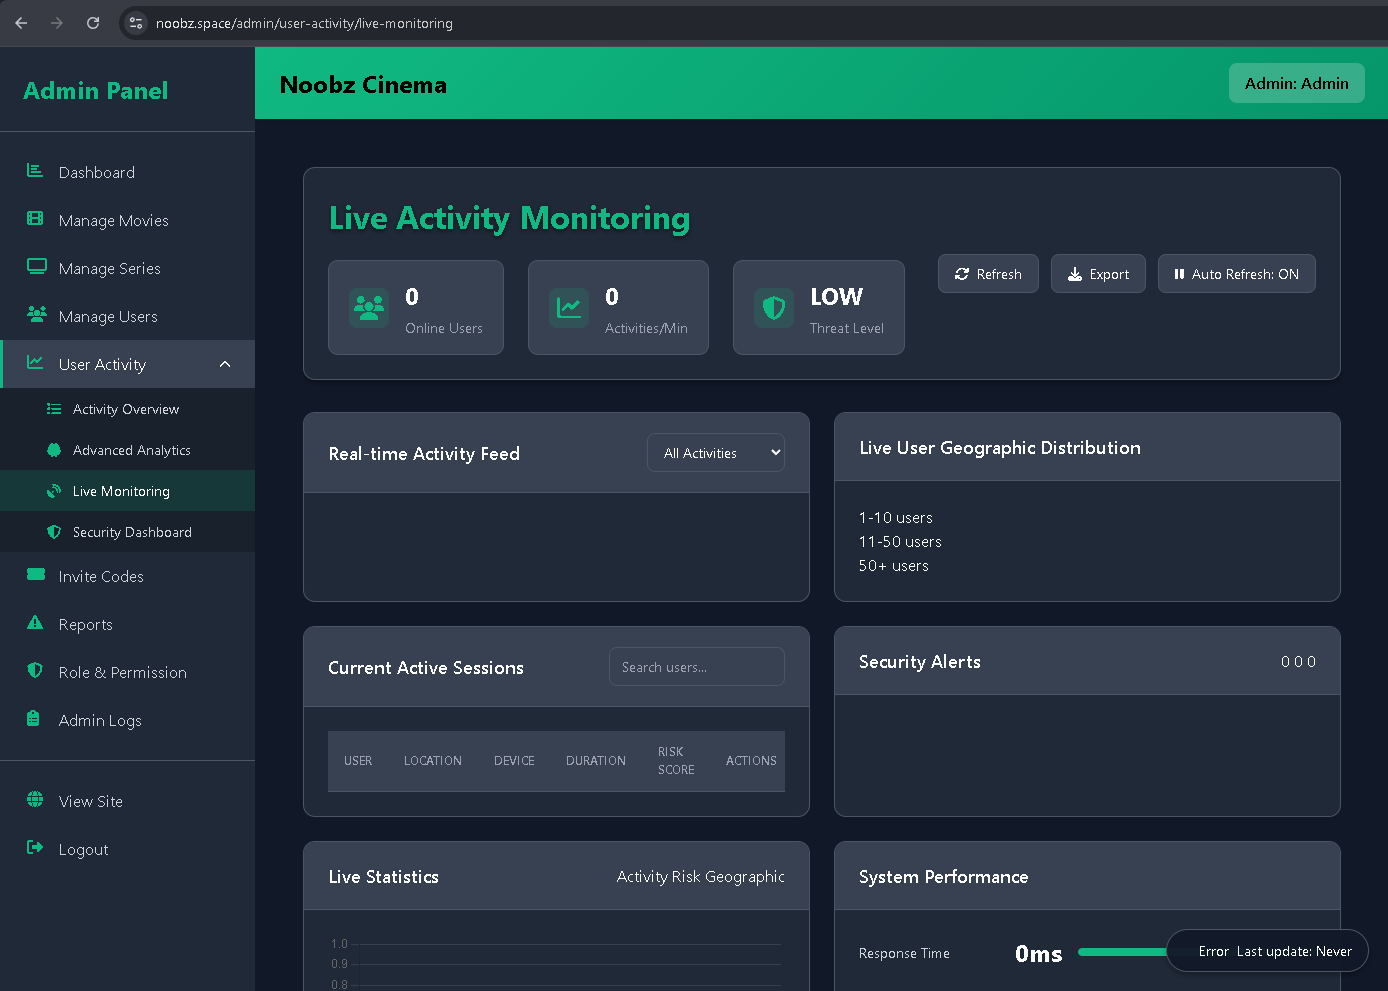 noobz.space/admin/user-activity/live-monitoring
Admin Panel
Noobz Cinema
Admin: Admin
Dashboard
Manage Movies
Manage Series
Manage Users
User Activity
Activity Overview
Advanced Analytics
Live Monitoring
Security Dashboard
Invite Codes
Reports
Role & Permission
Admin Logs
View Site
Logout
Live Activity Monitoring
0
Online Users
0
Activities/Min
LOW
Threat Level
Refresh
Export
Auto Refresh: ON
Real-time Activity Feed
All Activities
Live User Geographic Distribution
1-10 users
11-50 users
50+ users
Current Active Sessions
Search users...
USER LOCATION DEVICE DURATION RISK SCORE ACTIONS
Security Alerts
0 0 0
Live Statistics
Activity Risk Geographic
1.0
0.9
0.8
System Performance
Response Time
0ms
Error Last update: Never